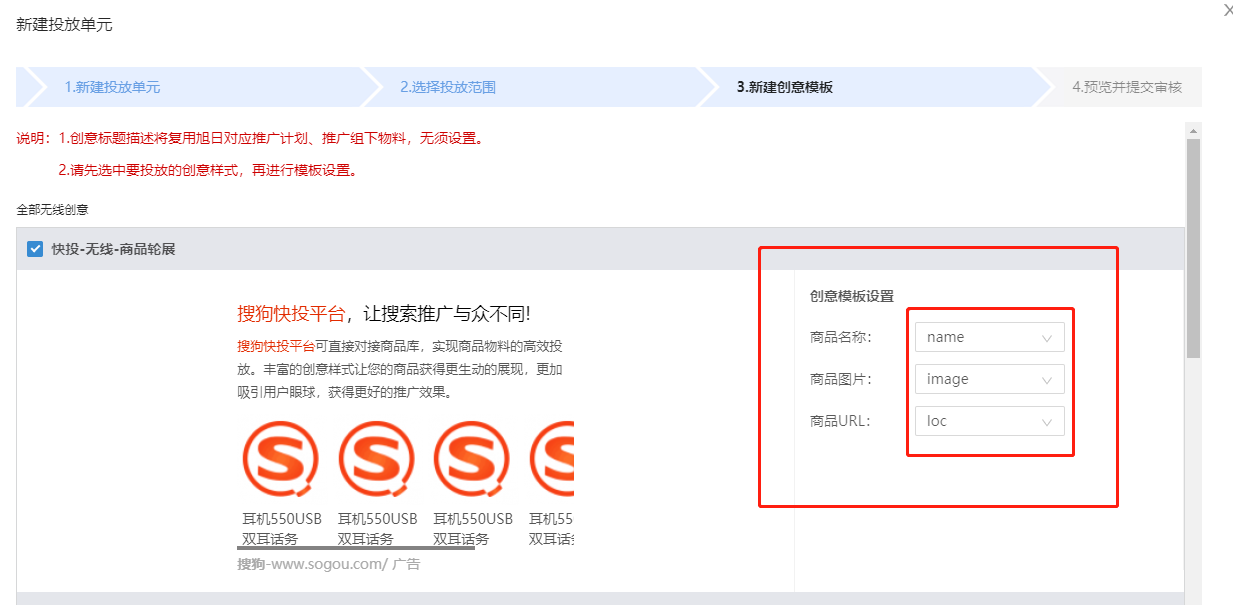 新建投放单元
X
1.新建投放单元
2.选择投放范围
3.新建创意模板
4.预览并提交审核
说明：1.创意标题描述将复用旭日对应推广计划、推广组下物料，无须设置。
2.请先选中要投放的创意样式，再进行模板设置。
全部无线创意
快投-无线-商品轮展
搜狗快投平台，让搜索推广与众不同!
搜狗快投平台可直接对接商品库，实现商品物料的高效投
放。丰富的创意样式让您的商品获得更生动的展现，更加
吸引用户眼球，获得更好的推广效果。
耳机550USB 耳机550USB 耳机550USB 耳机55
双耳话务 双耳话务 双耳话务 双耳话
搜狗-www.sogou.com/ 广告
创意模板设置
商品名称： name
商品图片： image
商品URL： loc